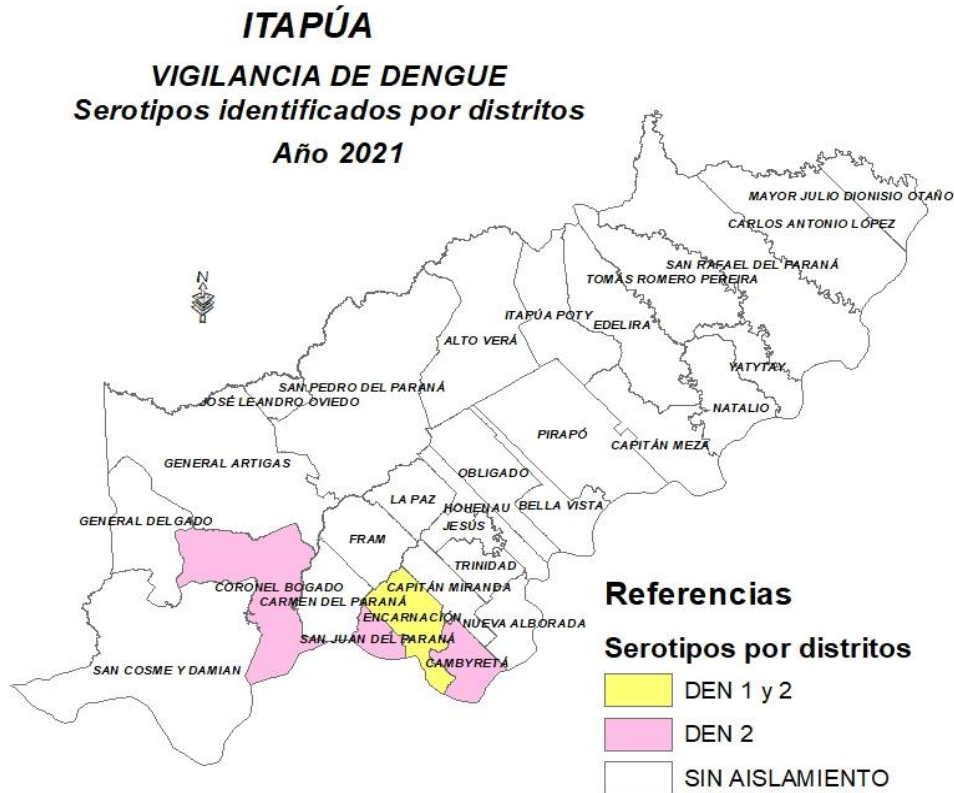 ITAPÚA
VIGILANCIA DE DENGUE
Serotipos identificados por distritos
Año 2021
MAYOR JULIO DIONISIO OTAÑO
CARLOS ANTONIO LÓPEZ
SAN RAFAEL DEL PARANÁ
TOMÁS ROMERO PEREIRA
N
ITAPÚA POTY
EDELIRA
ALTO VERÁ
YATYTAY
SAN PEDRO DEL PARANÁ
JOSÉ LEANDRO OVIEDO
NATALIO
PIRAPÓ
CAPITÁN MEZA
GENERAL ARTIGAS
OBLIGADO
LA PAZ
HOHENAU
BELLA VISTA
GENERAL DELGADO
JESÚS
FRAM
TRINIDAD
CORONEL BOGADO
CAPITÁN MIRANDA
CARMEN DEL PARANÁ
ENCARNACIÓN
NUEVA ALBORADA
SAN JUAN DEL PARANÁ
SAN COSME Y DAMIAN
CAMBYRETÁ
Referencias
Serotipos por distritos
DEN 1 y 2
DEN 2
SIN AISLAMIENTO